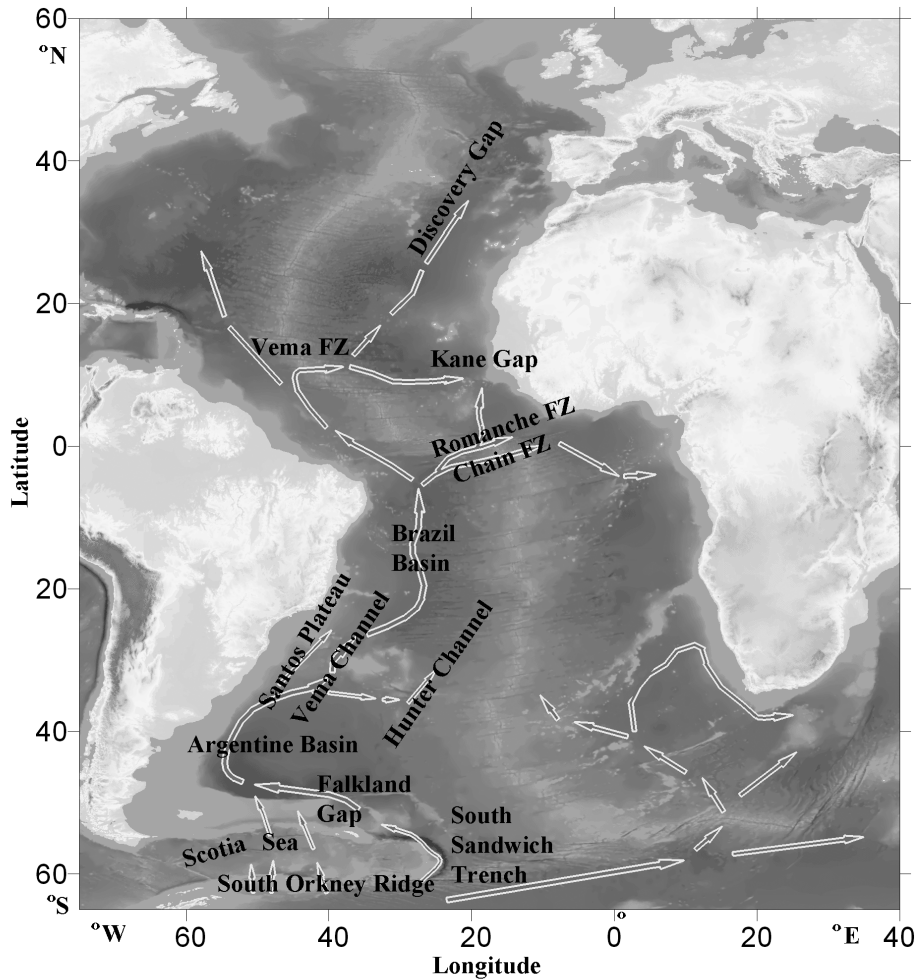 60
°N
40
Discovery Gap
20
Vema FZ
Kane Gap
Romanche FZ
0
Chain FZ
Latitude
Brazil
Basin
20
Santos Plateau
Vema Channel
Hunter Channel
40
Argentine Basin
Falkland
Gap
South
Sandwich
Trench
Scotia Sea
60
South Orkney Ridge
°S
°W
60
40
20
0
°
20
°E
40
Longitude